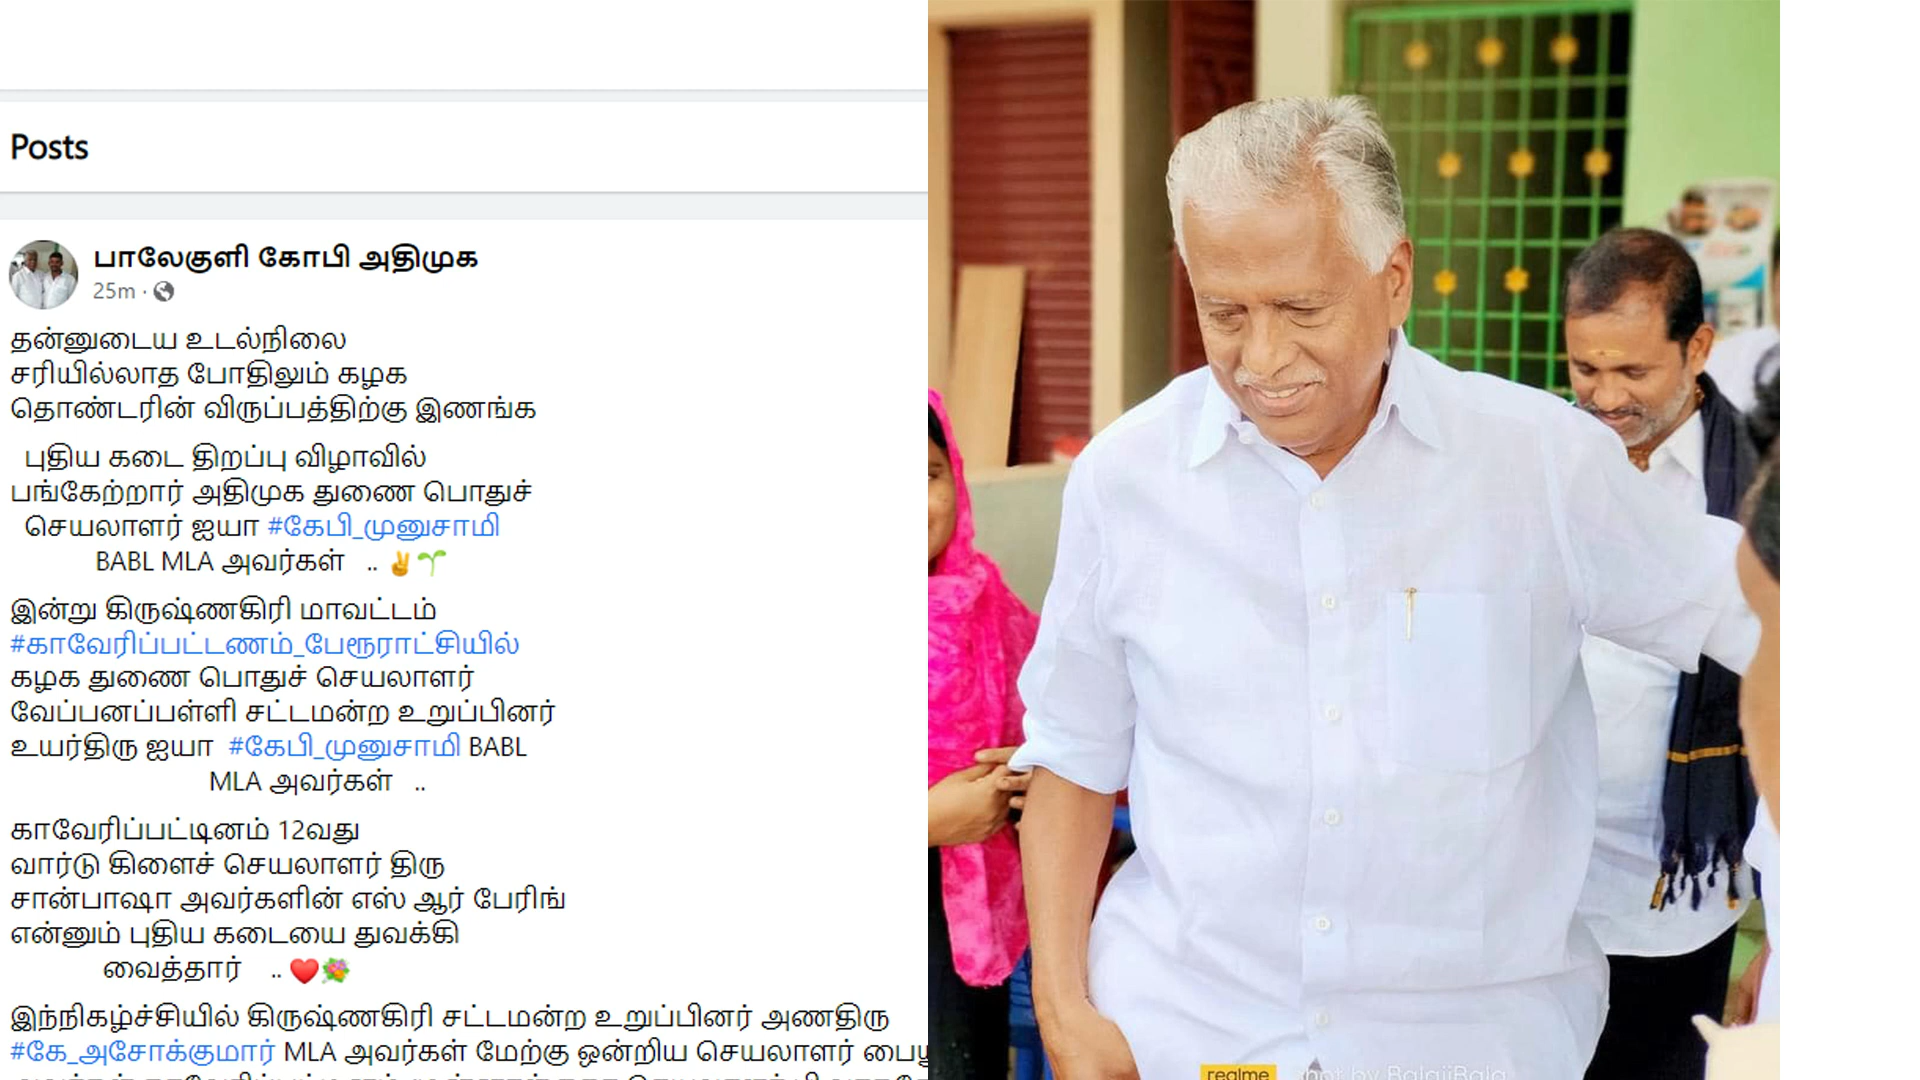 Posts
பாலேகுளி கோபி அதிமுக
25m ·
தன்னுடைய உடல்நிலை
சரியில்லாத போதிலும் கழக
தொண்டரின் விருப்பத்திற்கு இணங்க
புதிய கடை திறப்பு விழாவில்
பங்கேற்றார் அதிமுக துணை பொதுச்
செயலாளர் ஐயா #கேபி_முனுசாமி
BABL MLA அவர்கள் .. ✌️🌱
இன்று கிருஷ்ணகிரி மாவட்டம்
#காவேரிப்பட்டணம்_பேரூராட்சியில்
கழக துணை பொதுச் செயலாளர்
வேப்பனப்பள்ளி சட்டமன்ற உறுப்பினர்
உயர்திரு ஐயா #கேபி_முனுசாமி BABL
MLA அவர்கள் ..
காவேரிப்பட்டினம் 12வது
வார்டு கிளைச் செயலாளர் திரு
சான்பாஷா அவர்களின் எஸ் ஆர் பேரிங்
என்னும் புதிய கடையை துவக்கி
வைத்தார் .. ❤️💐
இந்நிகழ்ச்சியில் கிருஷ்ணகிரி சட்டமன்ற உறுப்பினர் அணதிரு
#கே_அசோக்குமார் MLA அவர்கள் மேற்கு ஒன்றிய செயலாளர்
realme